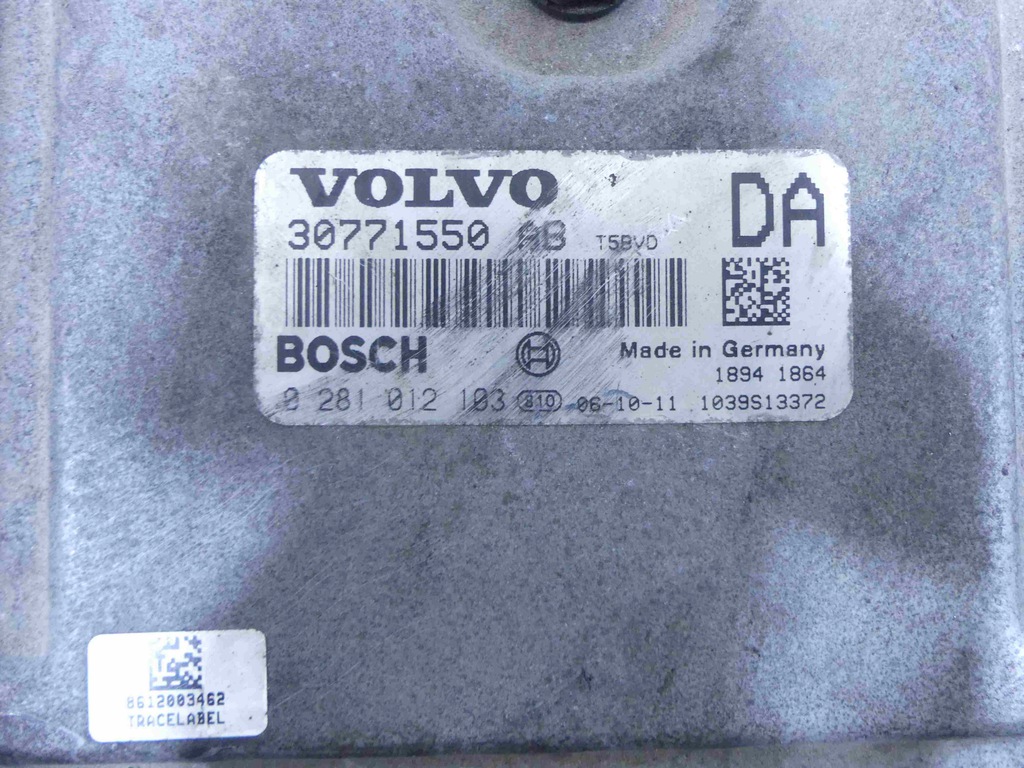 VOLVO
DA
30771550 AB T5BVD
BOSCH
Made in Germany
1894 1864
0 281 012 103 810 06-10-11 1039S13372
8612003462
TRACELABEL